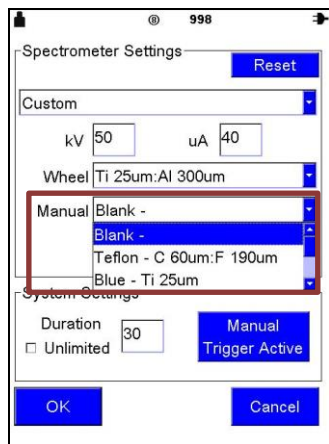 ® 998
Spectrometer Settings
Reset
Custom
kV 50 uA 40
Wheel Ti 25um:Al 300um
Manual Blank -
Blank -
Teflon - C 60um:F 190um
Blue - Ti 25um
System Settings
Duration 30
Unlimited
Manual
Trigger Active
OK Cancel